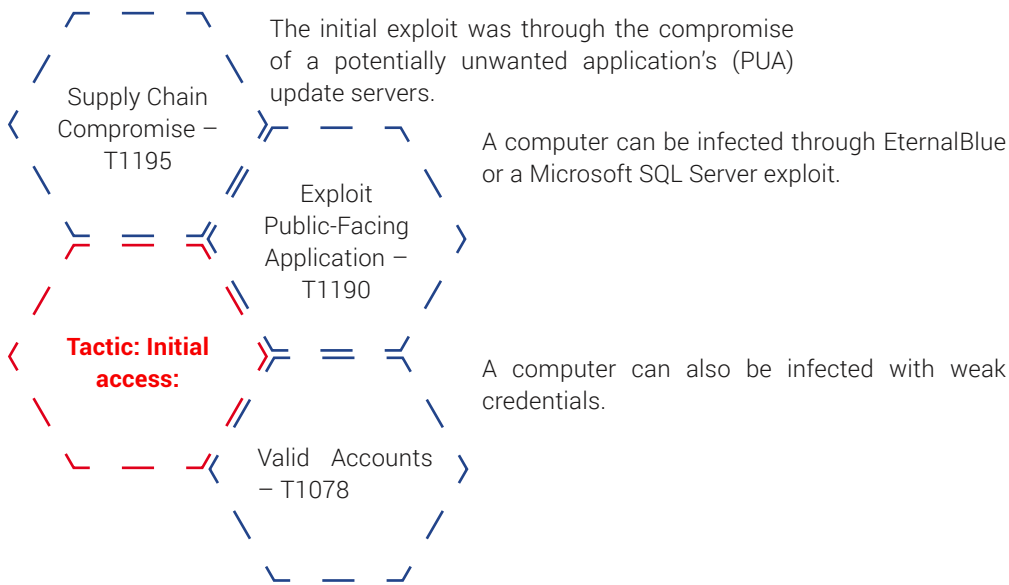 The initial exploit was through the compromise
of a potentially unwanted application's (PUA)
update servers.
Supply Chain
Compromise –
T1195
A computer can be infected through EternalBlue
or a Microsoft SQL Server exploit.
Exploit
Public-Facing
Application –
T1190
Tactic: Initial
access:
A computer can also be infected with weak
credentials.
Valid Accounts
– T1078